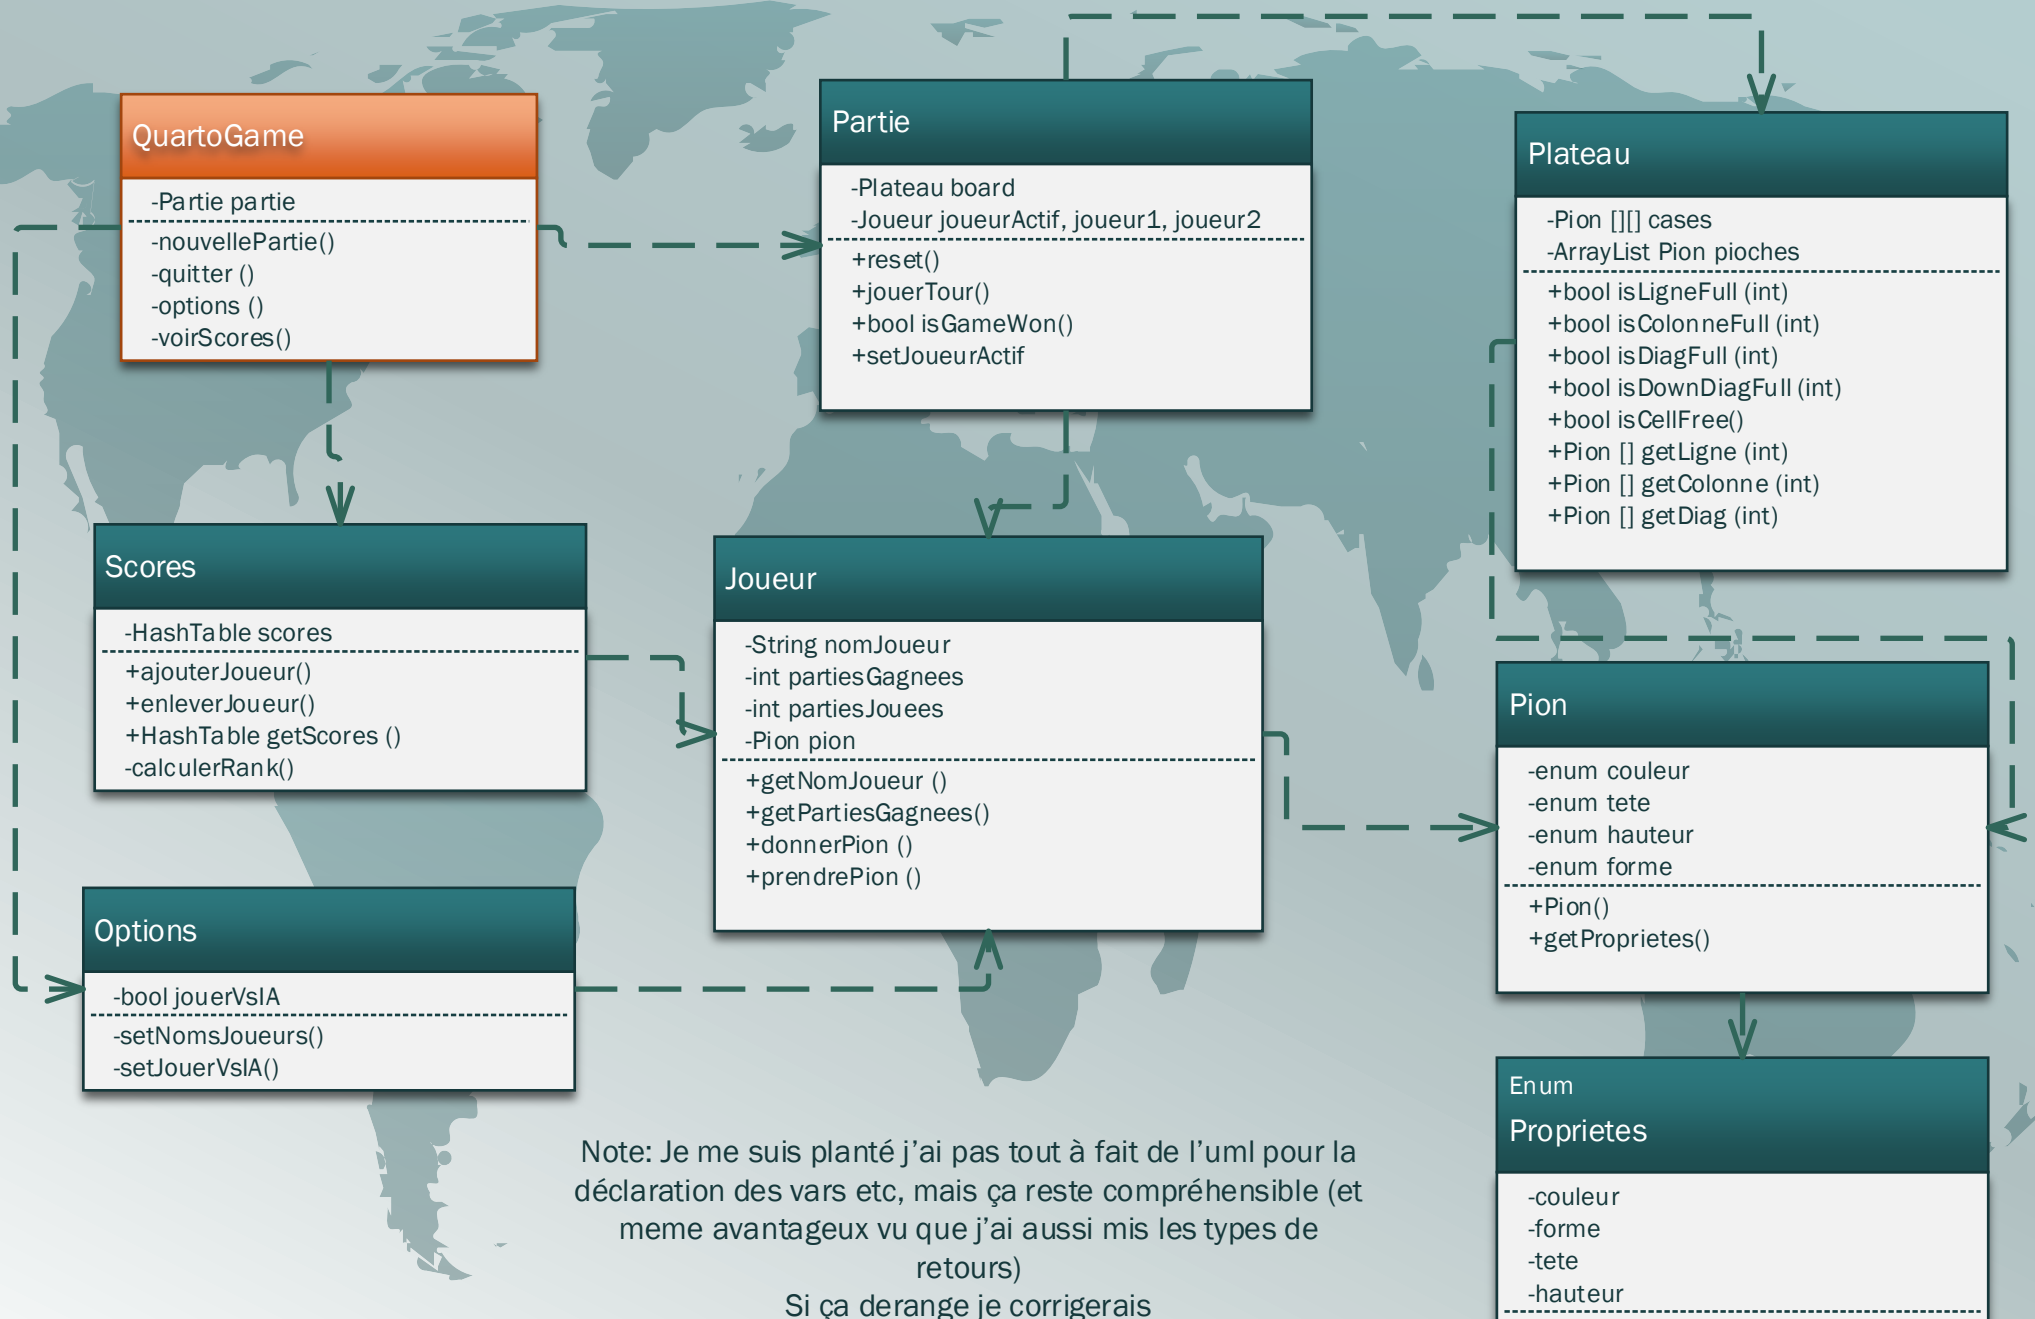 QuartoGame
-Partie partie
-nouvellePartie()
-quitter ()
-options ()
-voirScores()
Partie
-Plateau board
-Joueur joueurActif, joueur1, joueur2
+reset()
+jouerTour()
+bool isGameWon()
+setJoueurActif
Plateau
-Pion [][] cases
-ArrayList Pion pioches
+bool isLigneFull (int)
+bool isColonneFull (int)
+bool isDiagFull (int)
+bool isDownDiagFull (int)
+bool isCellFree()
+Pion [] getLigne (int)
+Pion [] getColonne (int)
+Pion [] getDiag (int)
Scores
-HashTable scores
+ajouterJoueur()
+enleverJoueur()
+HashTable getScores ()
-calculerRank()
Joueur
-String nomJoueur
-int partiesGagnees
-int partiesJouees
-Pion pion
+getNomJoueur ()
+getPartiesGagnees()
+donnerPion ()
+prendrePion ()
Pion
-enum couleur
-enum tete
-enum hauteur
-enum forme
+Pion()
+getProprietes()
Options
-bool jouerVsIA
-setNomsJoueurs()
-setJouerVsIA()
Enum
Proprietes
-couleur
-forme
-tete
-hauteur
Note: Je me suis planté j’ai pas tout à fait de l’uml pour la
déclaration des vars etc, mais ça reste compréhensible (et
meme avantageux vu que j’ai aussi mis les types de
retours)
Si ça derange je corrigerais